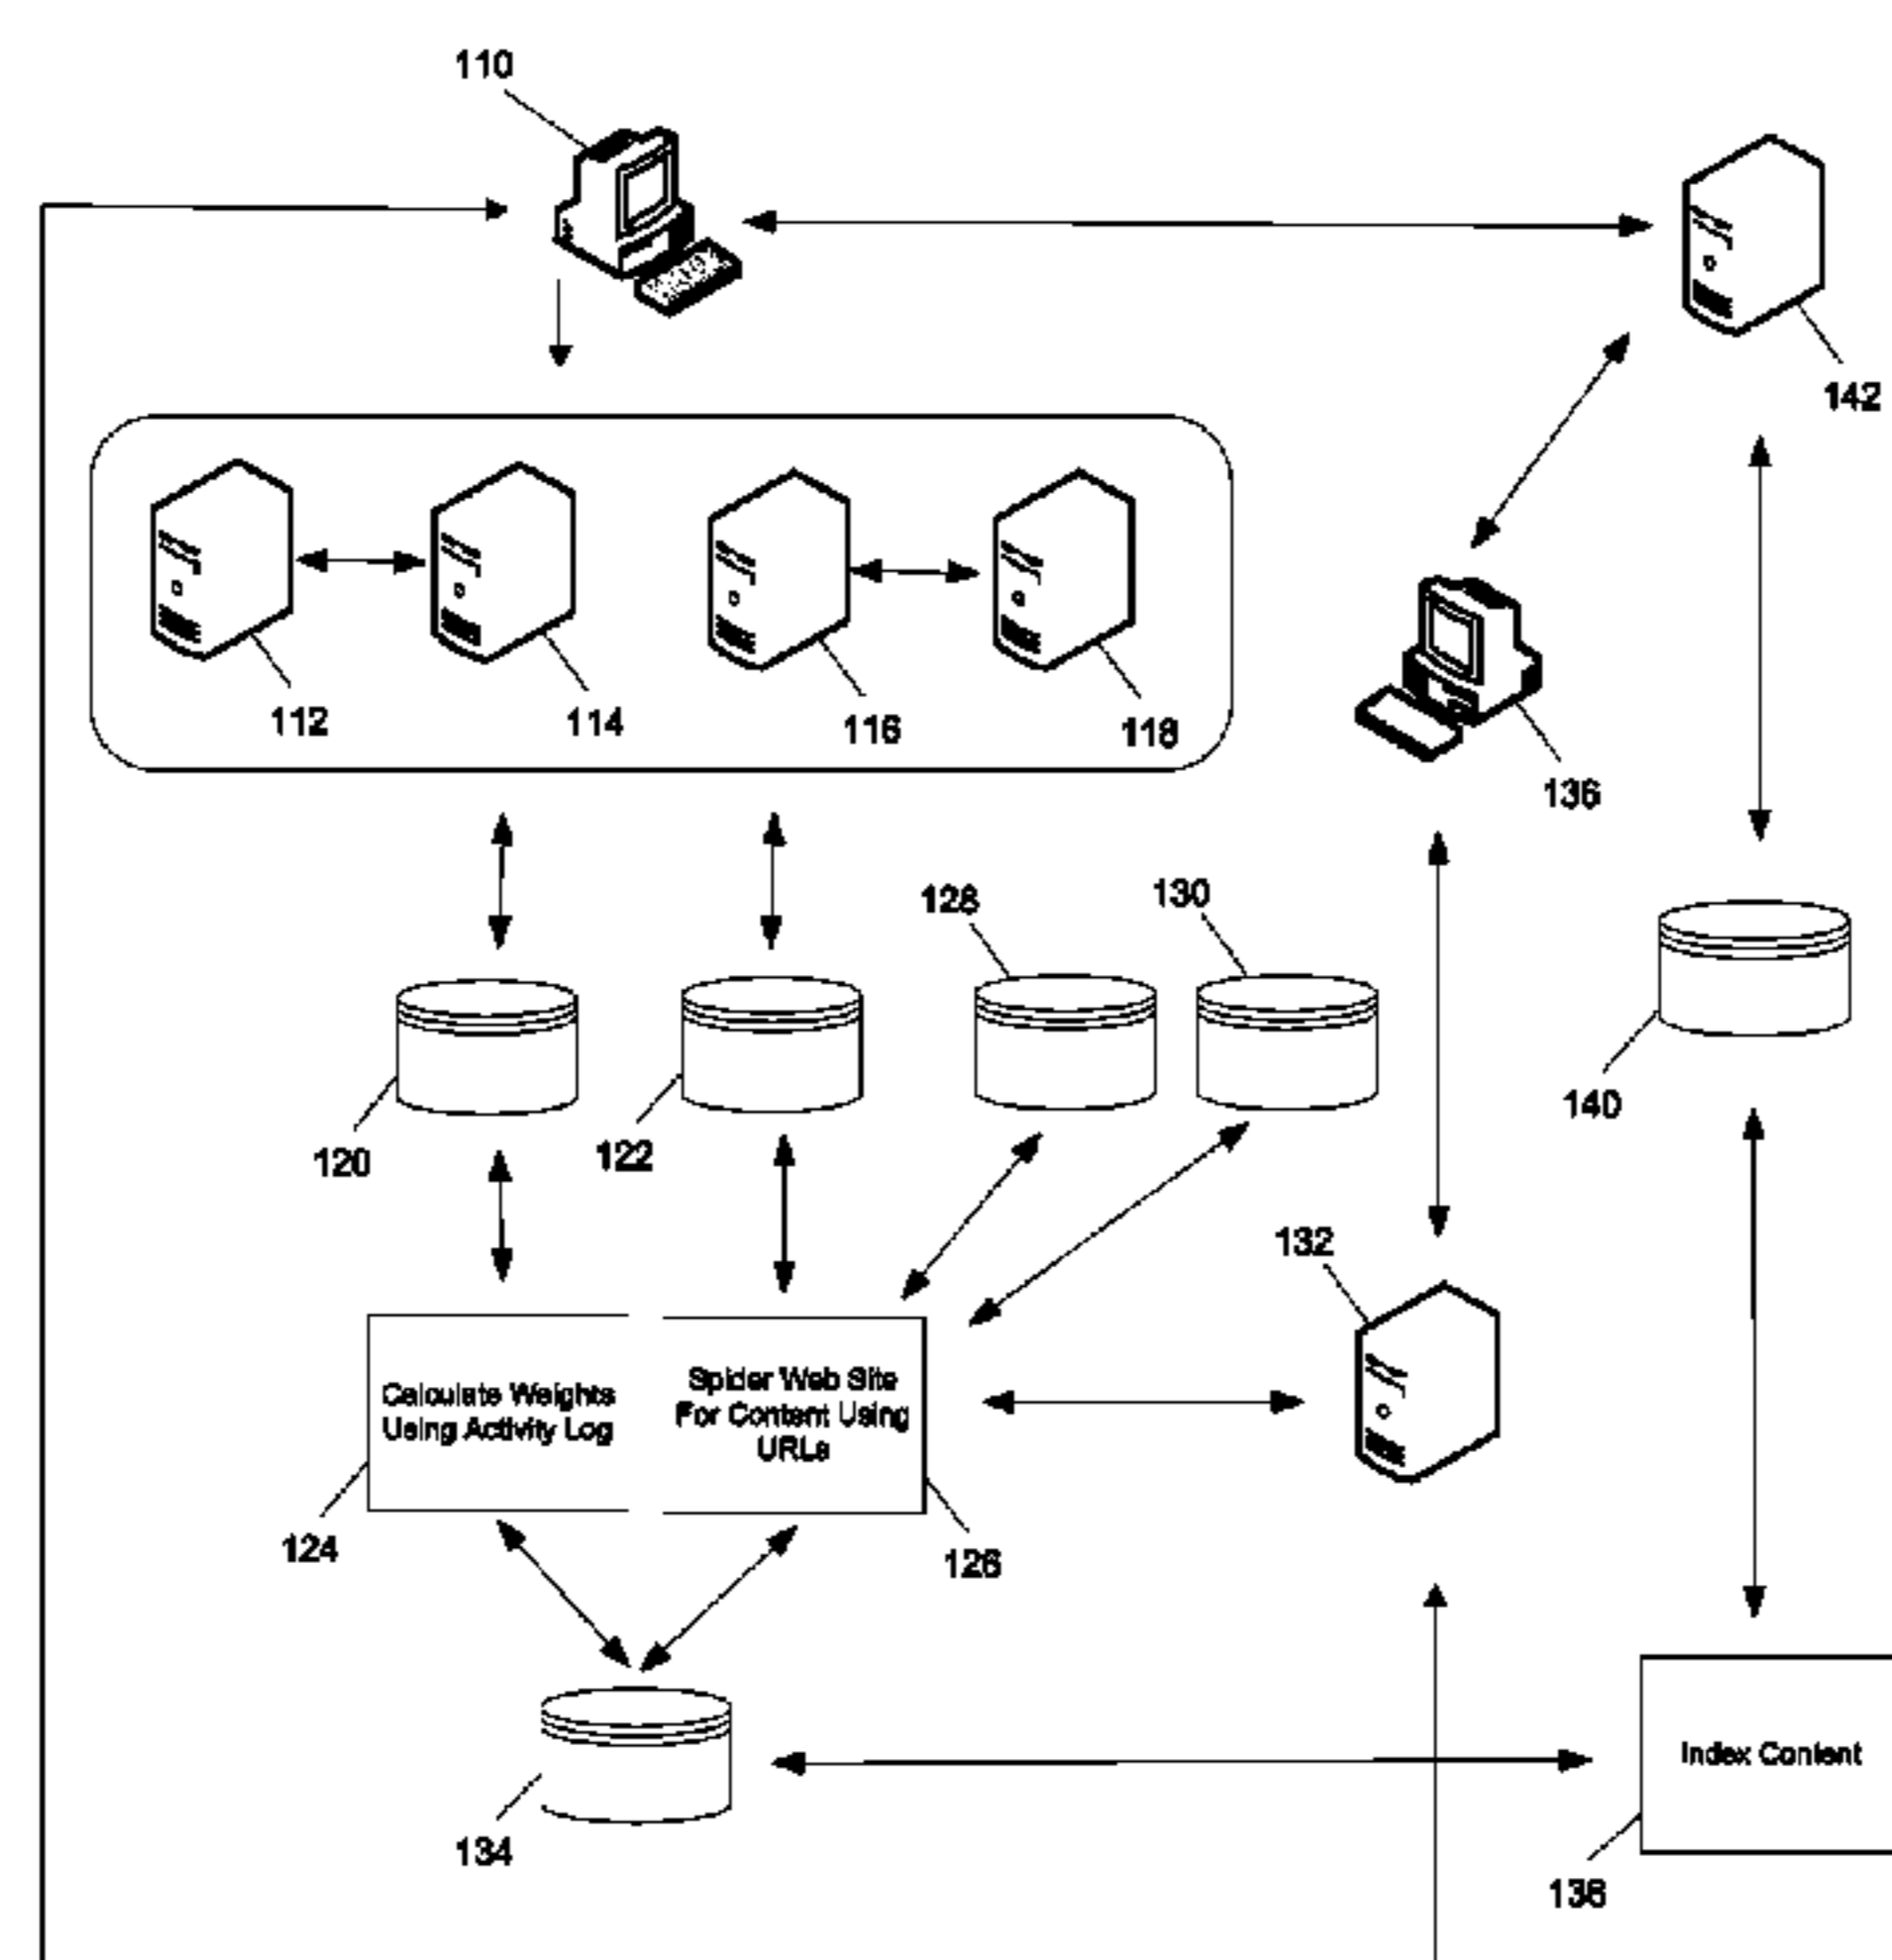 110
142
112
114
116
118
136
128
130
120
122
140
132
Calculate Weights
Using Activity Log
Spider Web Site
For Content Using
URLs
124
126
Index Content
134
138